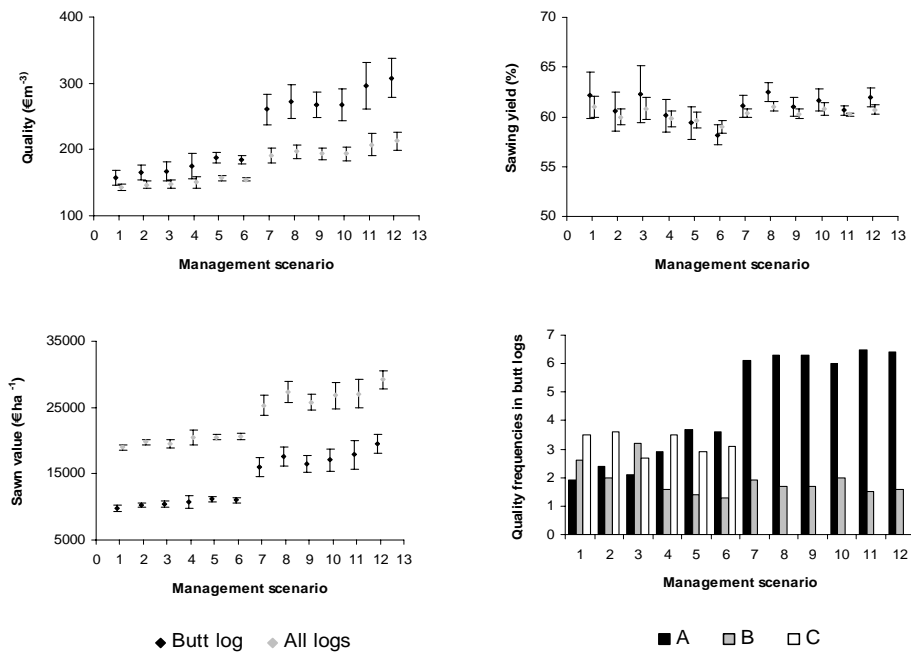 400
300
200
100
0 1 2 3 4 5 6 7 8 9 10 11 12 13
Quality (€m-3)
Management scenario
70
65
60
55
50
0 1 2 3 4 5 6 7 8 9 10 11 12 13
Sawing yield (%)
Management scenario
35000
25000
15000
5000
0 1 2 3 4 5 6 7 8 9 10 11 12 13
Sawn value (€ha -1)
Management scenario
Butt log All logs
7
6
5
4
3
2
1
0
1 2 3 4 5 6 7 8 9 10 11 12
Quality frequencies in butt logs
Management scenario
A B C